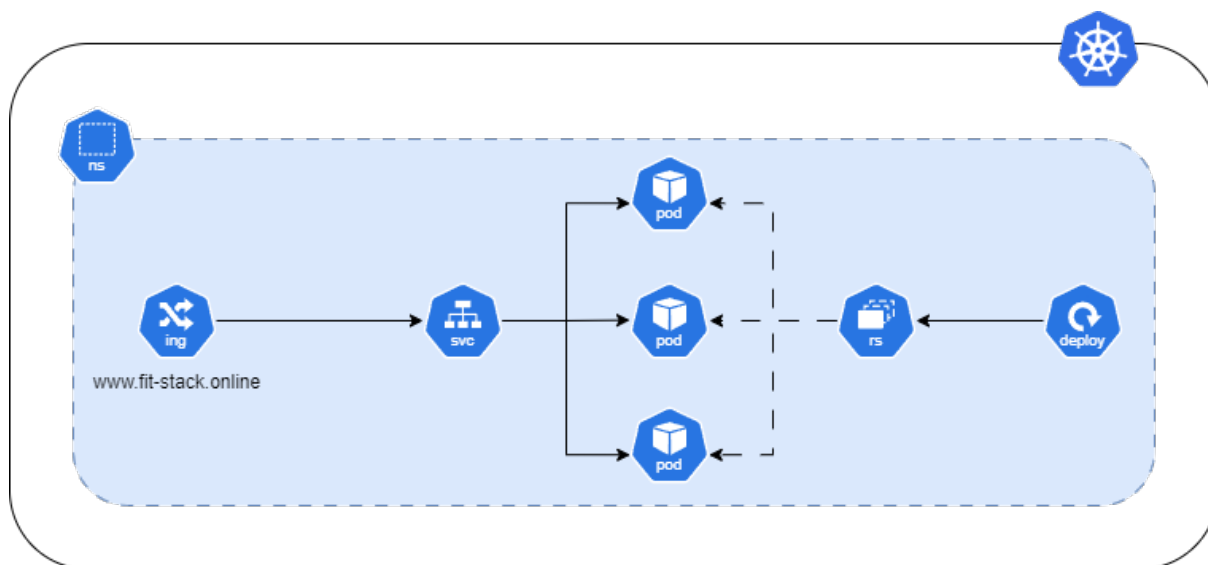 ns
pod
ing
svc
pod
rs
deploy
www.fit-stack.online
pod